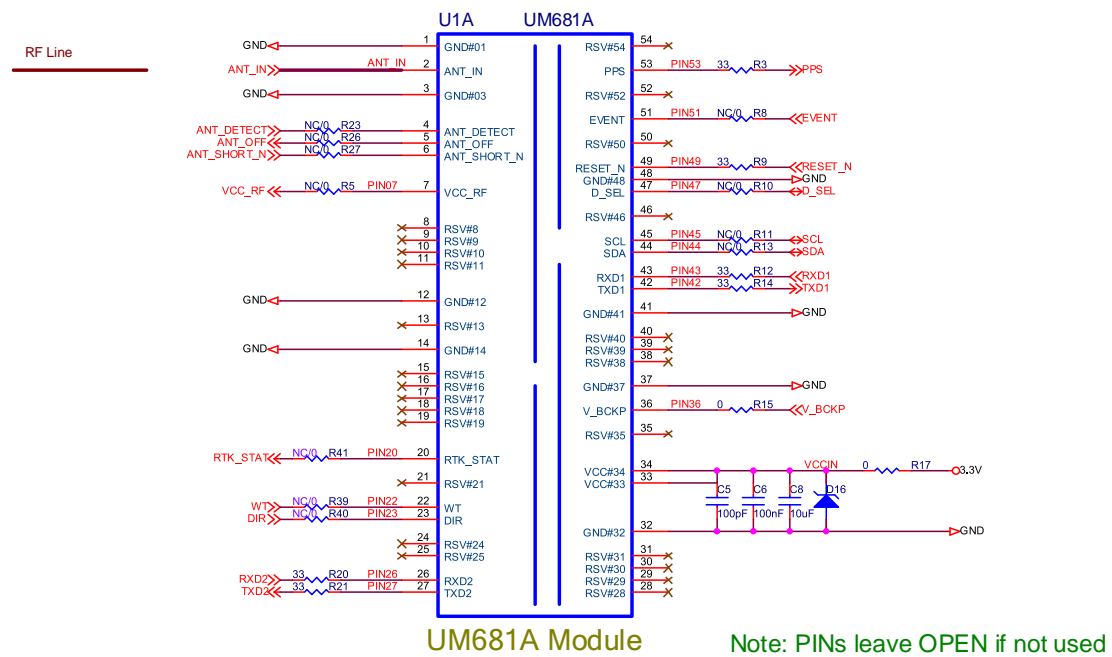 U1A UM681A
RF Line
GND 1 GND#01
ANT_IN ANT_IN 2 ANT_IN
GND 3 GND#03
ANT_DETECT NC/0 R23 4 ANT_DETECT
ANT_OFF NC/0 R26 5 ANT_OFF
ANT_SHORT_N NC/0 R27 6 ANT_SHORT_N
VCC_RF NC/0 R5 PIN07 7 VCC_RF
8 RSV#8
9 RSV#9
10 RSV#10
11 RSV#11
GND 12 GND#12
13 RSV#13
GND 14 GND#14
15 RSV#15
16 RSV#16
17 RSV#17
18 RSV#18
19 RSV#19
RTK_STAT NC/0 R41 PIN20 20 RTK_STAT
21 RSV#21
WT NC/0 R39 PIN22 22 WT
DIR NC/0 R40 PIN23 23 DIR
24 RSV#24
25 RSV#25
RXD2 33 R20 PIN26 26 RXD2
TXD2 33 R21 PIN27 27 TXD2
RSV#54 54
PPS 53 PIN53 33 R3 PPS
RSV#52 52
EVENT 51 PIN51 NC/0 R8 EVENT
RSV#50 50
RESET_N 49 PIN49 33 R9 RESET_N
GND#48 48 GND
D_SEL 47 PIN47 NC/0 R10 D_SEL
RSV#46 46
SCL 45 PIN45 NC/0 R11 SCL
SDA 44 PIN44 NC/0 R13 SDA
RXD1 43 PIN43 33 R12 RXD1
TXD1 42 PIN42 33 R14 TXD1
GND#41 41 GND
RSV#40 40
RSV#39 39
RSV#38 38
GND#37 37 GND
V_BCKP 36 PIN36 0 R15 V_BCKP
RSV#35 35
VCC#34 34 VCCIN 0 R17 3.3V
VCC#33 33
C5 C6 C8 D16
100pF 100nF 10uF
GND#32 32 GND
RSV#31 31
RSV#30 30
RSV#29 29
RSV#28 28
UM681A Module
Note: PINs leave OPEN if not used